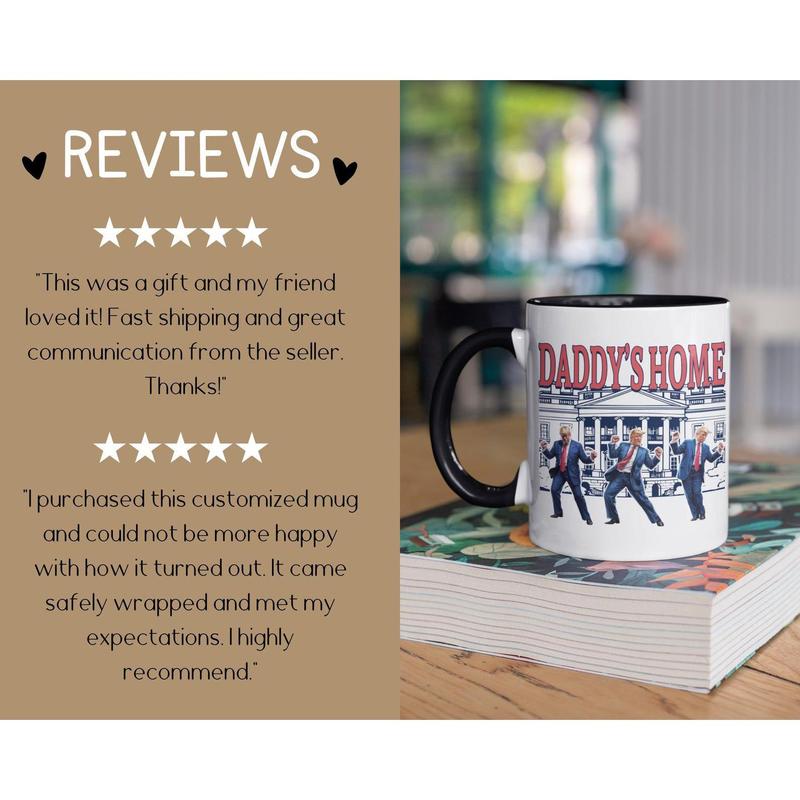 REVIEWS
"This was a gift and my friend
loved it! Fast shipping and great
communication from the seller.
Thanks!"
"I purchased this customized mug
and could not be more happy
with how it turned out. It came
safely wrapped and met my
expectations. I highly
recommend."
DADDY'S HOME